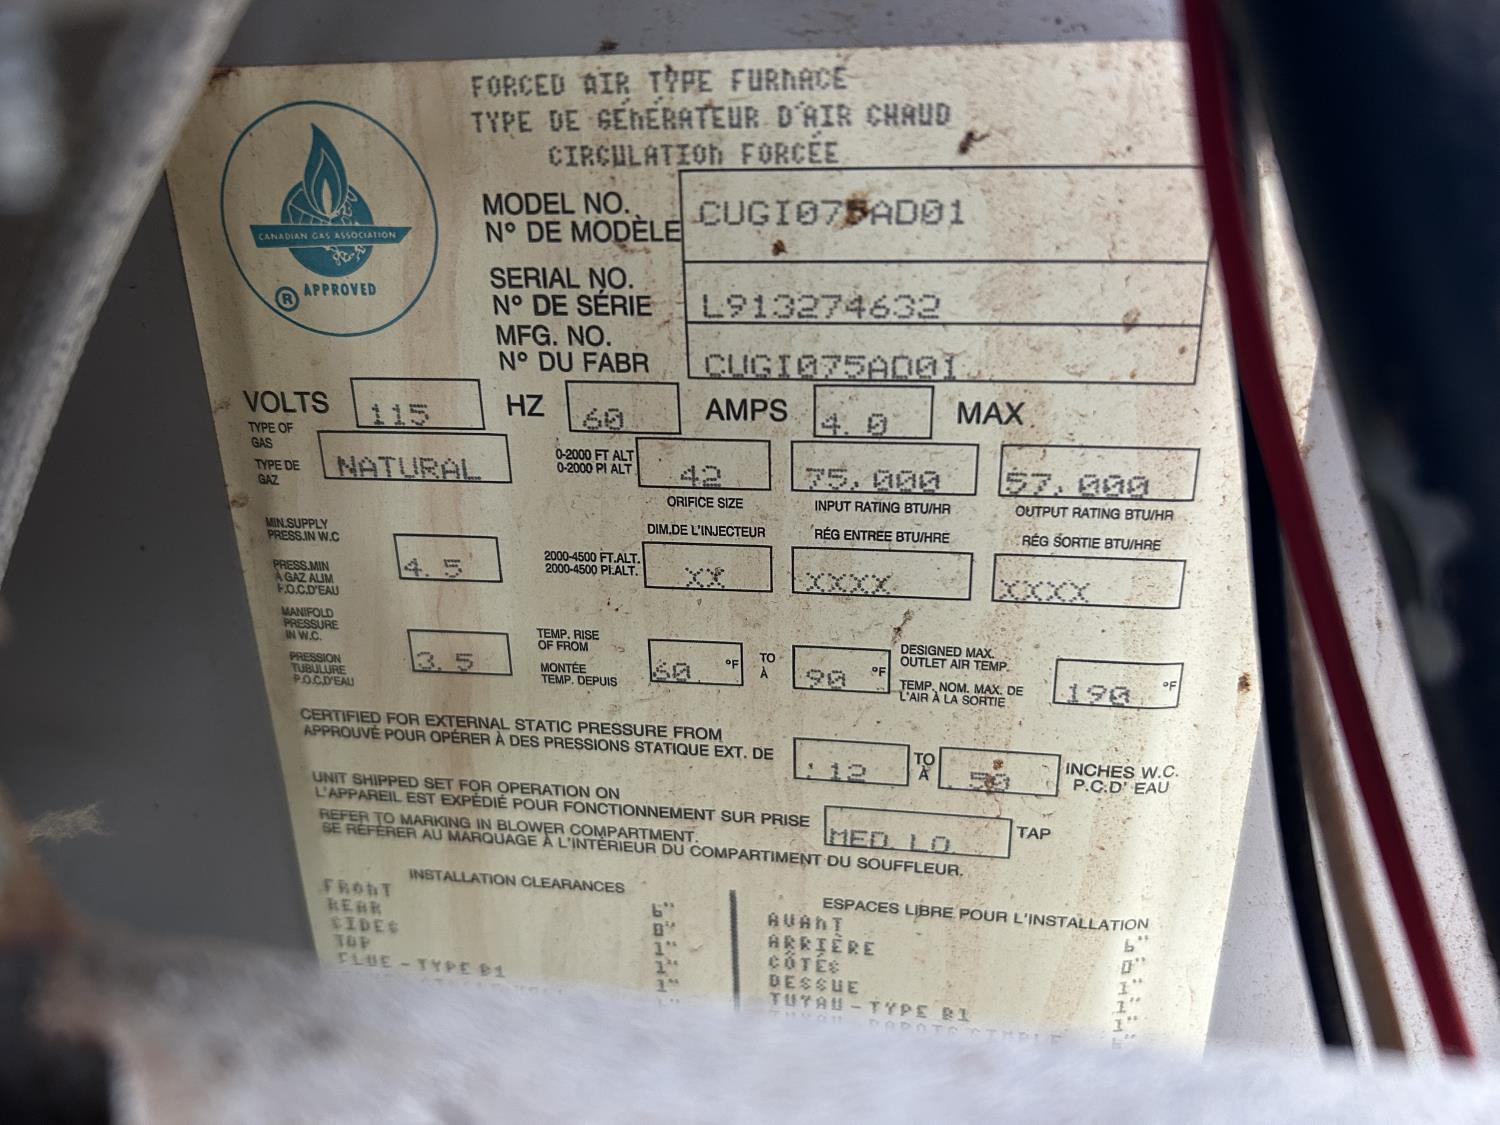 FORCED AIR TYPE FURNACE
TYPE DE GÉNÉRATEUR D'AIR CHAUD
CIRCULATION FORCÉE
CANADIAN GAS ASSOCIATION
® APPROVED
MODEL NO.
Nº DE MODÈLE
CUGI075AD01
SERIAL NO.
Nº DE SÉRIE
L913274632
MFG. NO.
Nº DU FABR
CUGI075AD01
VOLTS 115 HZ 60 AMPS 4.0 MAX
TYPE OF
GAS
TYPE DE
GAZ
NATURAL
0-2000 FT ALT
0-2000 PI ALT
42 75,000 57,000
ORIFICE SIZE INPUT RATING BTU/HR OUTPUT RATING BTU/HR
DIM,DE L'INJECTEUR RÉG ENTRÉE BTU/HRE RÉG SORTIE BTU/HRE
MIN.SUPPLY
PRESS.IN W.C
PRESS.MIN
À GAZ ALIM
P.O.C.D'EAU
4.5
2000-4500 FT.ALT.
2000-4500 PI.ALT.
XX XXXX XXXX
MANIFOLD
PRESSURE
IN W.C.
PRESSION
TUBULURE
P.O.C.D'EAU
3.5
TEMP. RISE
OF FROM
MONTÉE
TEMP. DEPUIS
60 °F
TO
À
90 °F
DESIGNED MAX.
OUTLET AIR TEMP.
TEMP. NOM. MAX. DE
L'AIR À LA SORTIE
190 °F
CERTIFIED FOR EXTERNAL STATIC PRESSURE FROM
APPROUVÉ POUR OPÉRER À DES PRESSIONS STATIQUE EXT. DE
.12
TO
À
.50
INCHES W.C.
P.C.D' EAU
UNIT SHIPPED SET FOR OPERATION ON
L'APPAREIL EST EXPÉDIÉ POUR FONCTIONNEMENT SUR PRISE
MED. LO. TAP
REFER TO MARKING IN BLOWER COMPARTMENT.
SE RÉFÉRER AU MARQUAGE À L'INTÉRIEUR DU COMPARTIMENT DU SOUFFLEUR.
INSTALLATION CLEARANCES
FRONT 6"
REAR 0"
SIDES 1"
TOP 1"
FLUE-TYPE B1 1"
ESPACES LIBRE POUR L'INSTALLATION
AVANT 6"
ARRIÈRE 0"
CÔTÉS 1"
DESSUE 1"
TUYAU-TYPE B1 1"